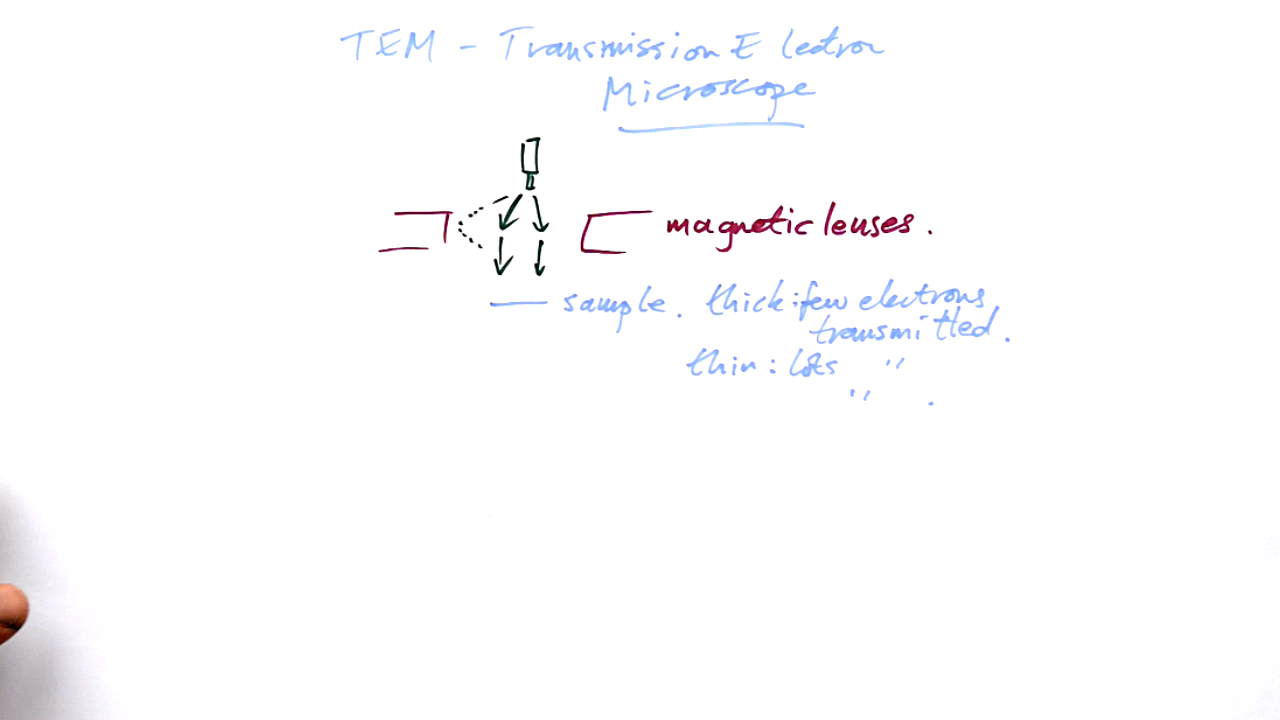 TEM - Transmission Electron
Microscope
magnetic lenses.
sample. thick: few electrons
transmitted.
thin: lots "
" .